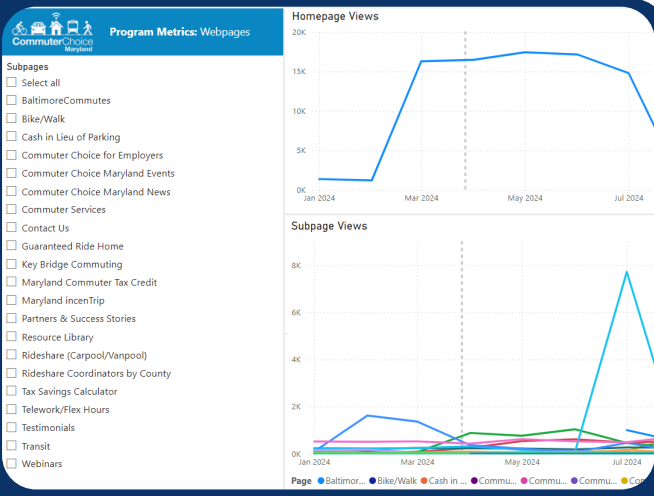 CommuterChoice
Maryland
Program Metrics: Webpages
Subpages
Select all
BaltimoreCommutes
Bike/Walk
Cash in Lieu of Parking
Commuter Choice for Employers
Commuter Choice Maryland Events
Commuter Choice Maryland News
Commuter Services
Contact Us
Guaranteed Ride Home
Key Bridge Commuting
Maryland Commuter Tax Credit
Maryland incenTrip
Partners & Success Stories
Resource Library
Rideshare (Carpool/Vanpool)
Rideshare Coordinators by County
Tax Savings Calculator
Telework/Flex Hours
Testimonials
Transit
Webinars
Homepage Views
20K
15K
10K
5K
0K
Jan 2024 Mar 2024 May 2024 Jul 2024
Subpage Views
8K
6K
4K
2K
0K
Jan 2024 Mar 2024 May 2024 Jul 2024
Page Baltimor... Bike/Walk Cash in ... Commu... Commu... Commu... Com